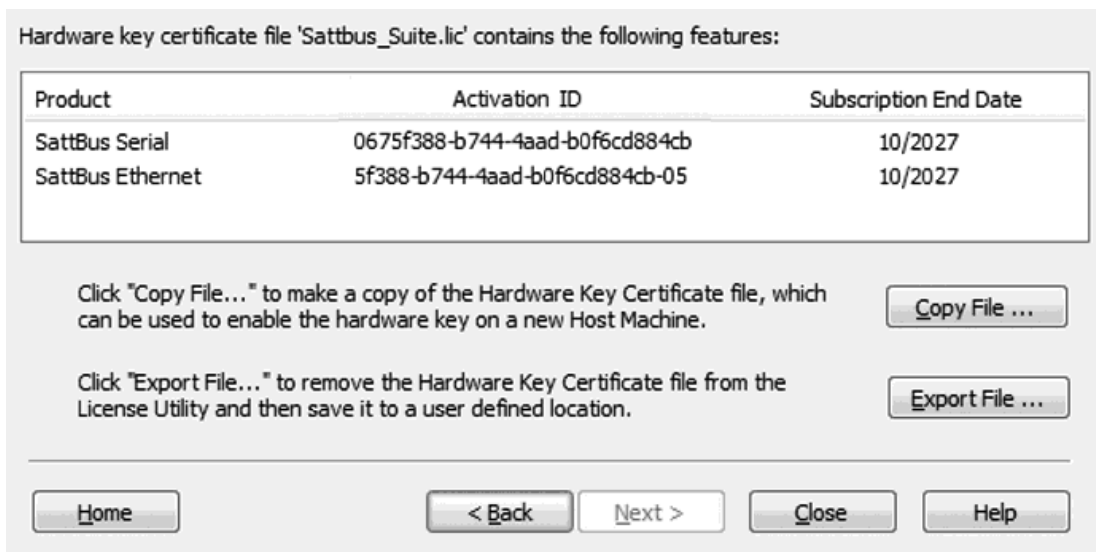 Hardware key certificate file 'Sattbus_Suite.lic' contains the following features:
Product Activation ID Subscription End Date
SattBus Serial 0675f388-b744-4aad-b0f6cd884cb 10/2027
SattBus Ethernet 5f388-b744-4aad-b0f6cd884cb-05 10/2027
Click "Copy File..." to make a copy of the Hardware Key Certificate file, which
can be used to enable the hardware key on a new Host Machine.
Copy File ...
Click "Export File..." to remove the Hardware Key Certificate file from the
License Utility and then save it to a user defined location.
Export File ...
Home < Back Next > Close Help